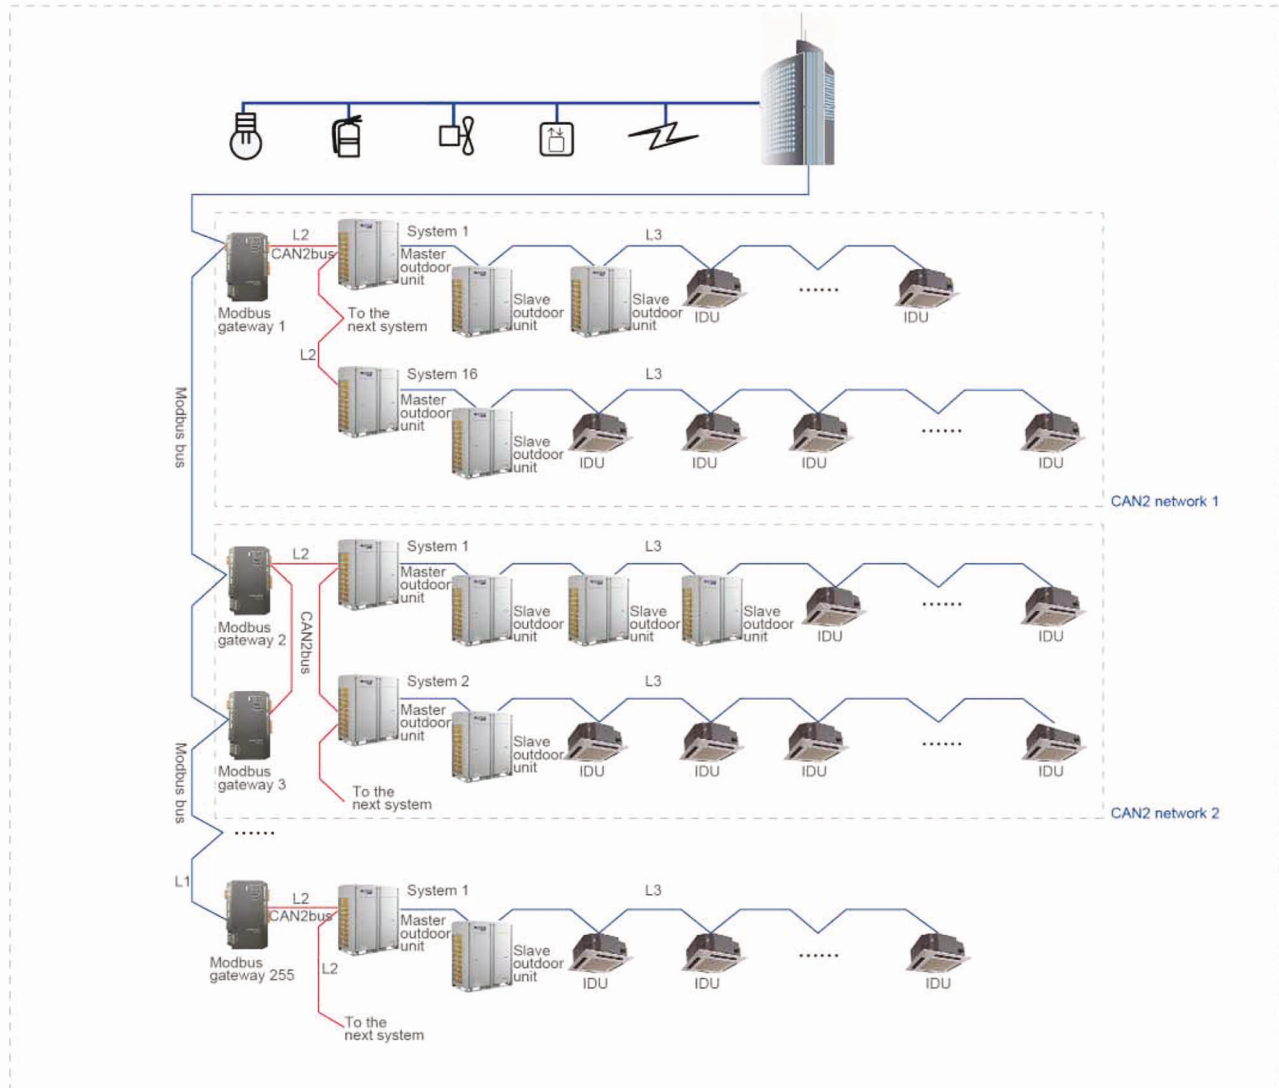 L2
CAN2bus
System 1
Master
outdoor
unit
L3
Slave
outdoor
unit
Slave
outdoor
unit
IDU
......
IDU
Modbus
gateway 1
To the
next system
L2
System 16
Master
outdoor
unit
L3
Slave
outdoor
unit
IDU
IDU
IDU
......
IDU
Modbus bus
CAN2 network 1
L2
CAN2bus
System 1
Master
outdoor
unit
L3
Slave
outdoor
unit
Slave
outdoor
unit
Slave
outdoor
unit
IDU
......
IDU
Modbus
gateway 2
System 2
Master
outdoor
unit
L3
Slave
outdoor
unit
IDU
IDU
IDU
......
IDU
Modbus
gateway 3
To the
next system
Modbus bus
CAN2 network 2
......
L1
L2
CAN2bus
System 1
Master
outdoor
unit
L3
Slave
outdoor
unit
IDU
IDU
......
IDU
Modbus
gateway 255
L2
To the
next system